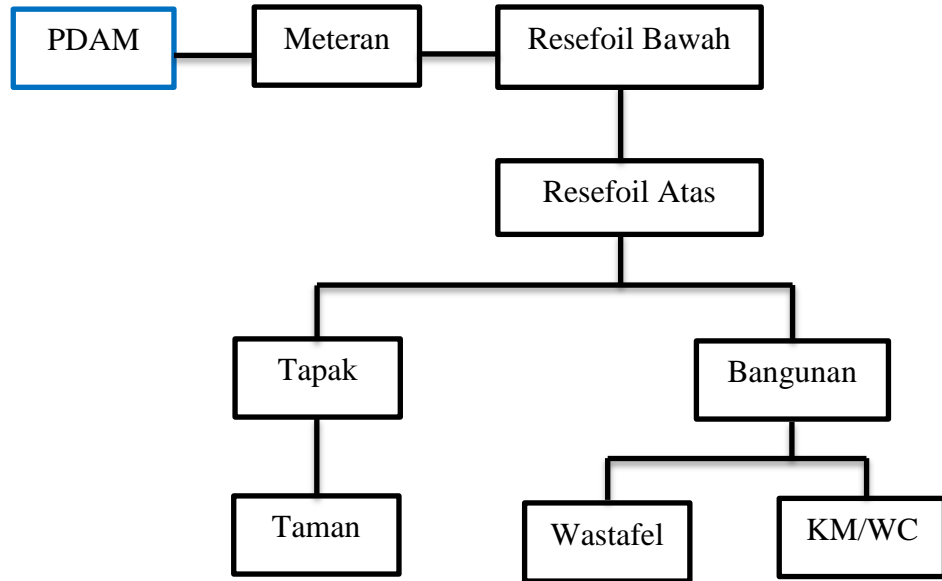 PDAM
Meteran
Resefoil Bawah
Resefoil Atas
Tapak
Bangunan
Taman
Wastafel
KM/WC